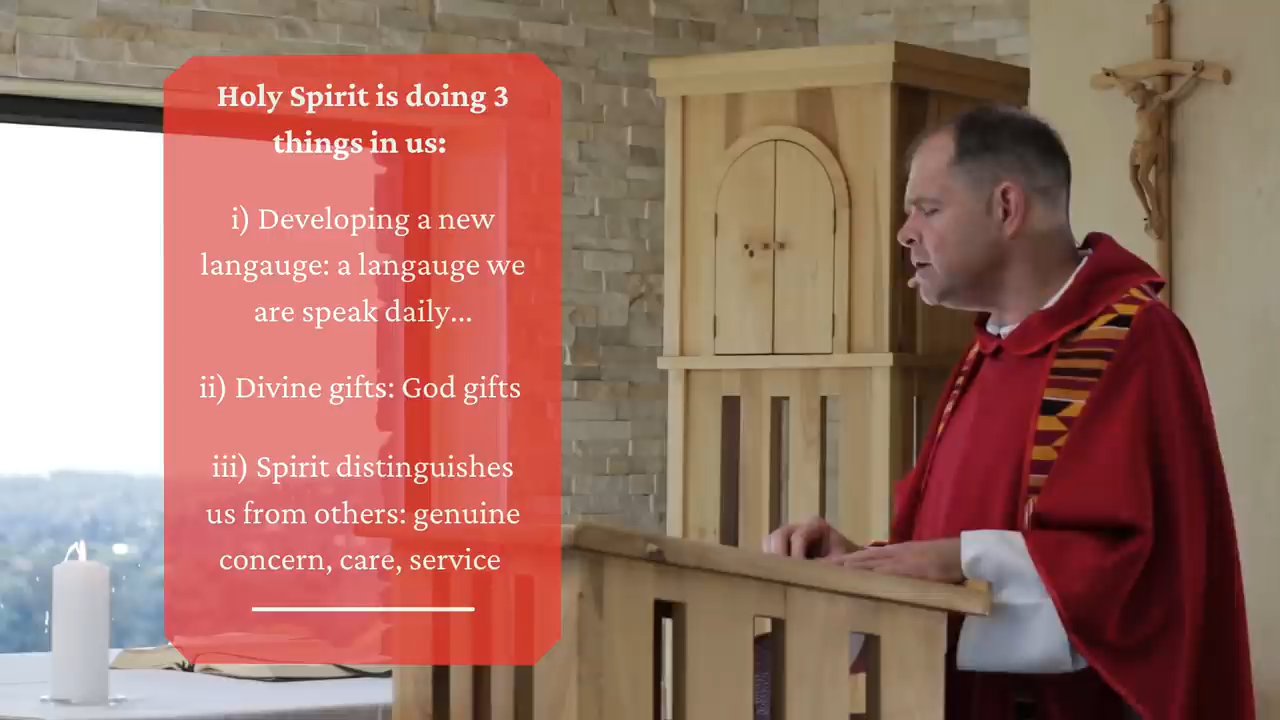 Holy Spirit is doing 3
things in us:
i) Developing a new
langauge: a langauge we
are speak daily...
ii) Divine gifts: God gifts
iii) Spirit distinguishes
us from others: genuine
concern, care, service